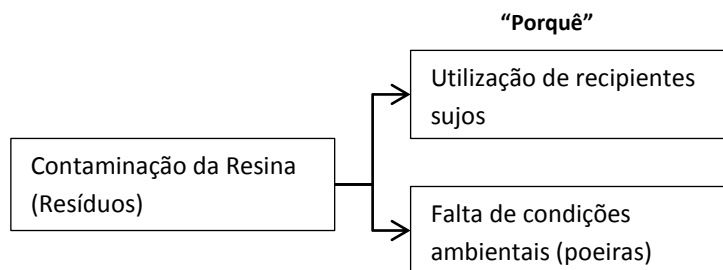 “Porquê”
Utilização de recipientes
sujos
Contaminação da Resina
(Resíduos)
Falta de condições
ambientais (poeiras)